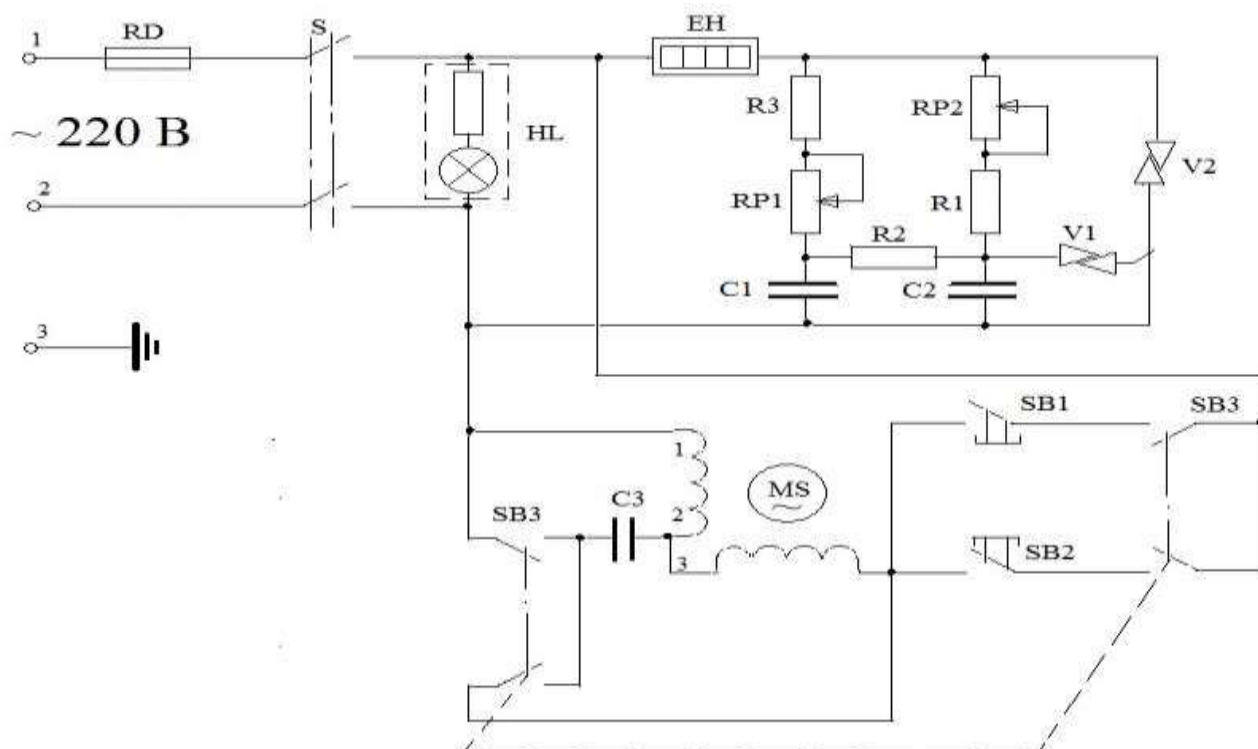 1
RD
S
EH
~ 220 В
HL
R3
RP2
V2
2
RP1
R1
R2
V1
C1
C2
3
SB1
SB3
1
MS
~
C3
2
SB3
3
SB2